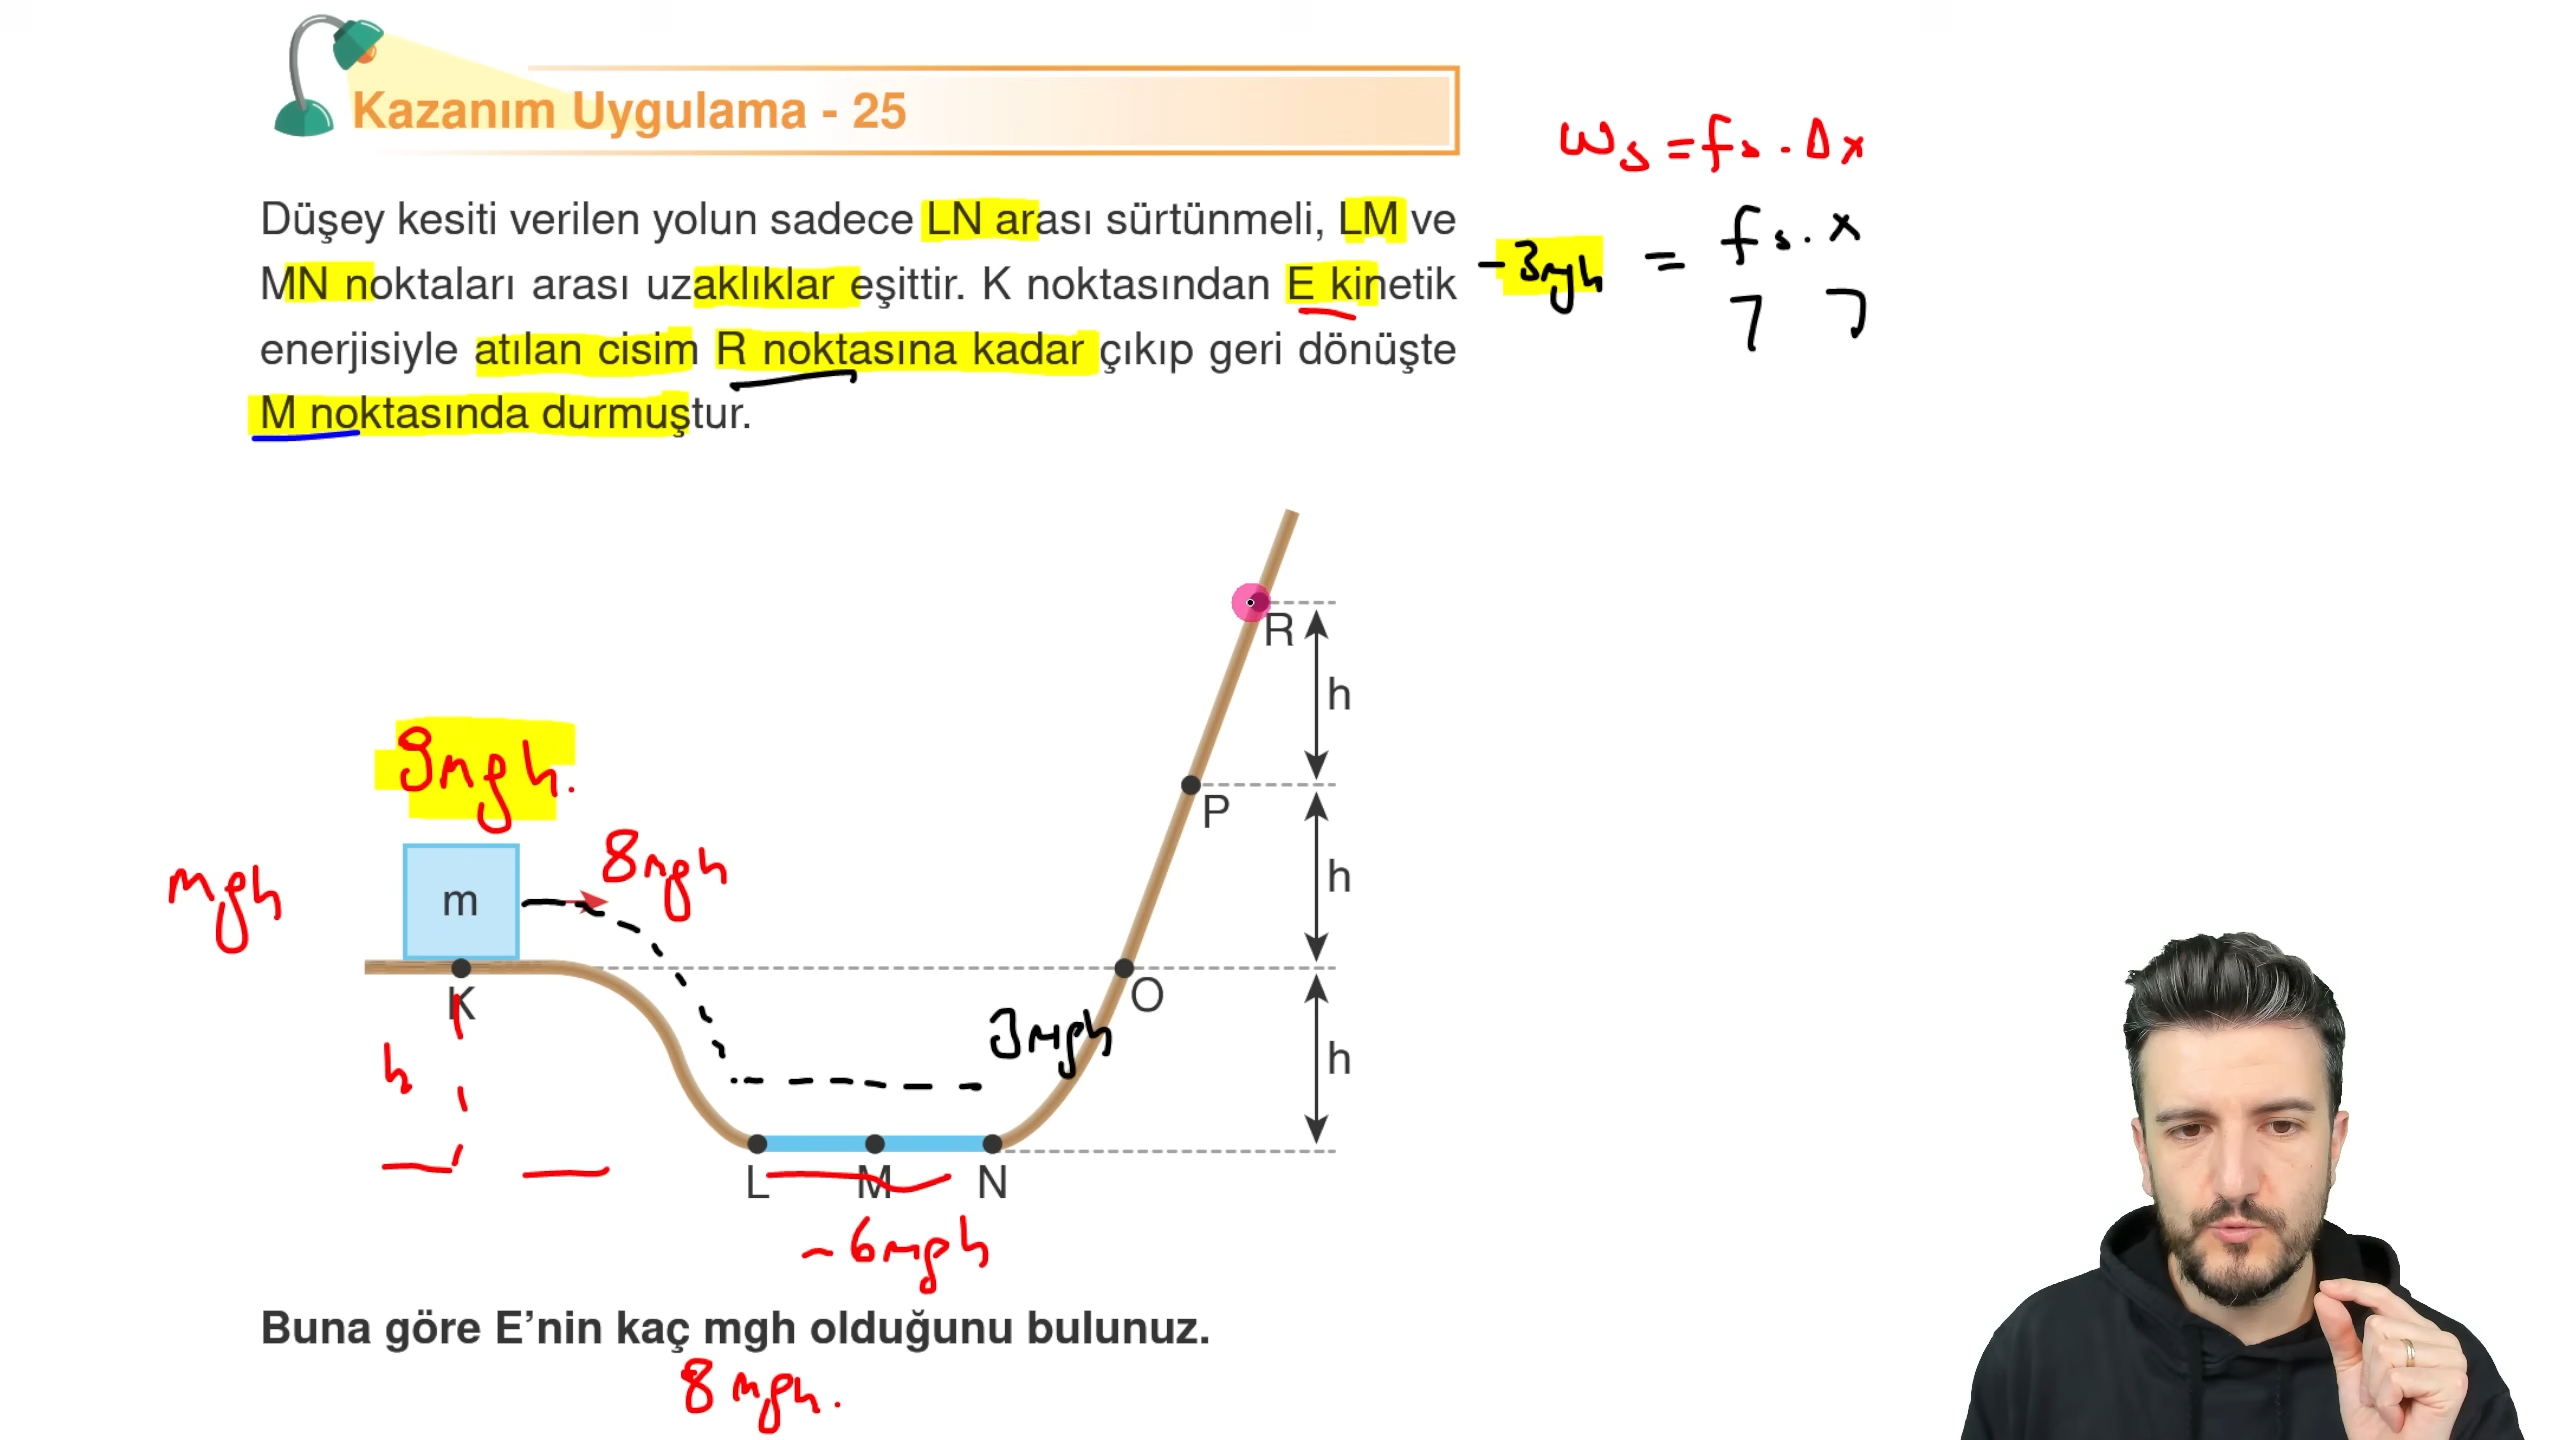 Kazanım Uygulama - 25
Düşey kesiti verilen yolun sadece LN arası sürtünmeli, LM ve
MN noktaları arası uzaklıklar eşittir. K noktasından E kinetik
enerjisiyle atılan cisim R noktasına kadar çıkıp geri dönüşte
M noktasında durmuştur.
Ws = fs . Δx
-3mgh = fs . x
R
h
P
h
9mgh.
8mgh
mgh
m
K
O
h
3mgh
h
L M N
-6mgh
Buna göre E’nin kaç mgh olduğunu bulunuz.
8mgh.